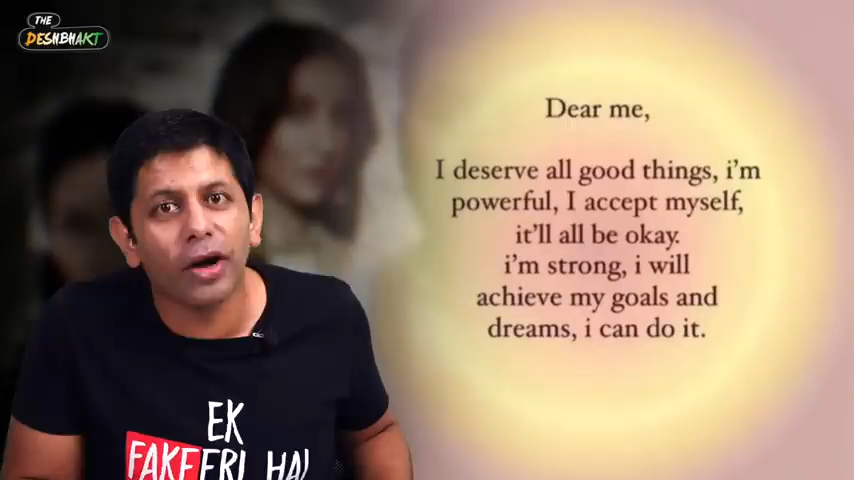 THE
DESHBHAKT
Dear me,
I deserve all good things, i'm
powerful, I accept myself,
it'll all be okay.
i'm strong, i will
achieve my goals and
dreams, i can do it.
EK
FAKEERI HAI